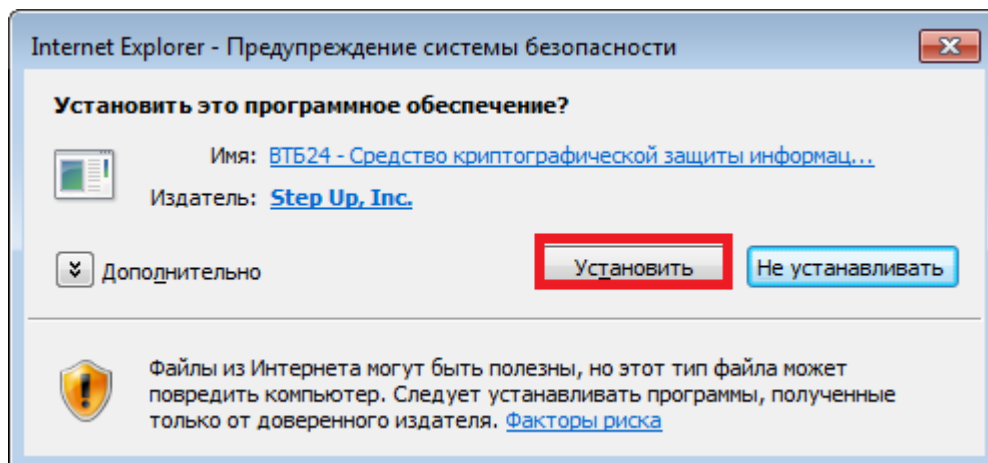 Internet Explorer - Предупреждение системы безопасности
Установить это программное обеспечение?
Имя: ВТБ24 - Средство криптографической защиты информац...
Издатель: Step Up, Inc.
Дополнительно
Установить
Не устанавливать
Файлы из Интернета могут быть полезны, но этот тип файла может
повредить компьютер. Следует устанавливать программы, полученные
только от доверенного издателя. Факторы риска